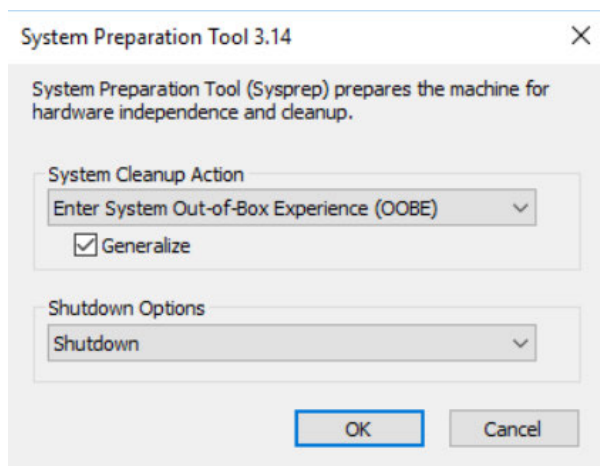 System Preparation Tool 3.14
System Preparation Tool (Sysprep) prepares the machine for
hardware independence and cleanup.
System Cleanup Action
Enter System Out-of-Box Experience (OOBE)
Generalize
Shutdown Options
Shutdown
OK Cancel